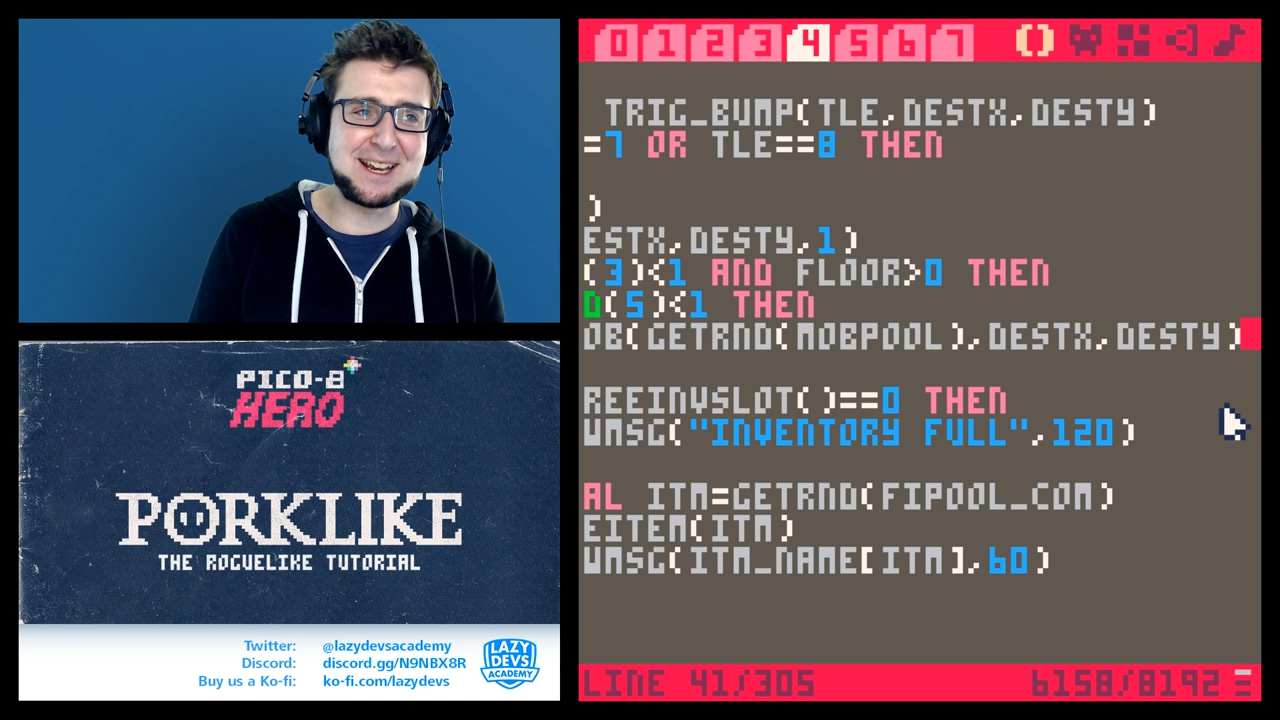 PICO-8
HERO
PORKLIKE
THE ROGUELIKE TUTORIAL
Twitter: @lazydevsacademy
Discord: discord.gg/N9NBX8R
Buy us a Ko-fi: ko-fi.com/lazydevs
LAZY
DEVS
ACADEMY
0 1 2 3 4 5 6 7 ()
TRIG_BUMP(TLE,DESTX,DESTY)
=7 OR TLE==8 THEN
)
ESTX,DESTY,1)
(3)<1 AND FLOOR>0 THEN
D(5)<1 THEN
OB(GETRND(MOBPOOL),DESTX,DESTY)
REEINVSLOT()==0 THEN
WMSG("INVENTORY FULL",120)
AL ITM=GETRND(FIPOOL_COM)
EITEM(ITM)
WMSG(ITM_NAME[ITM],60)
LINE 41/305 6158/8192